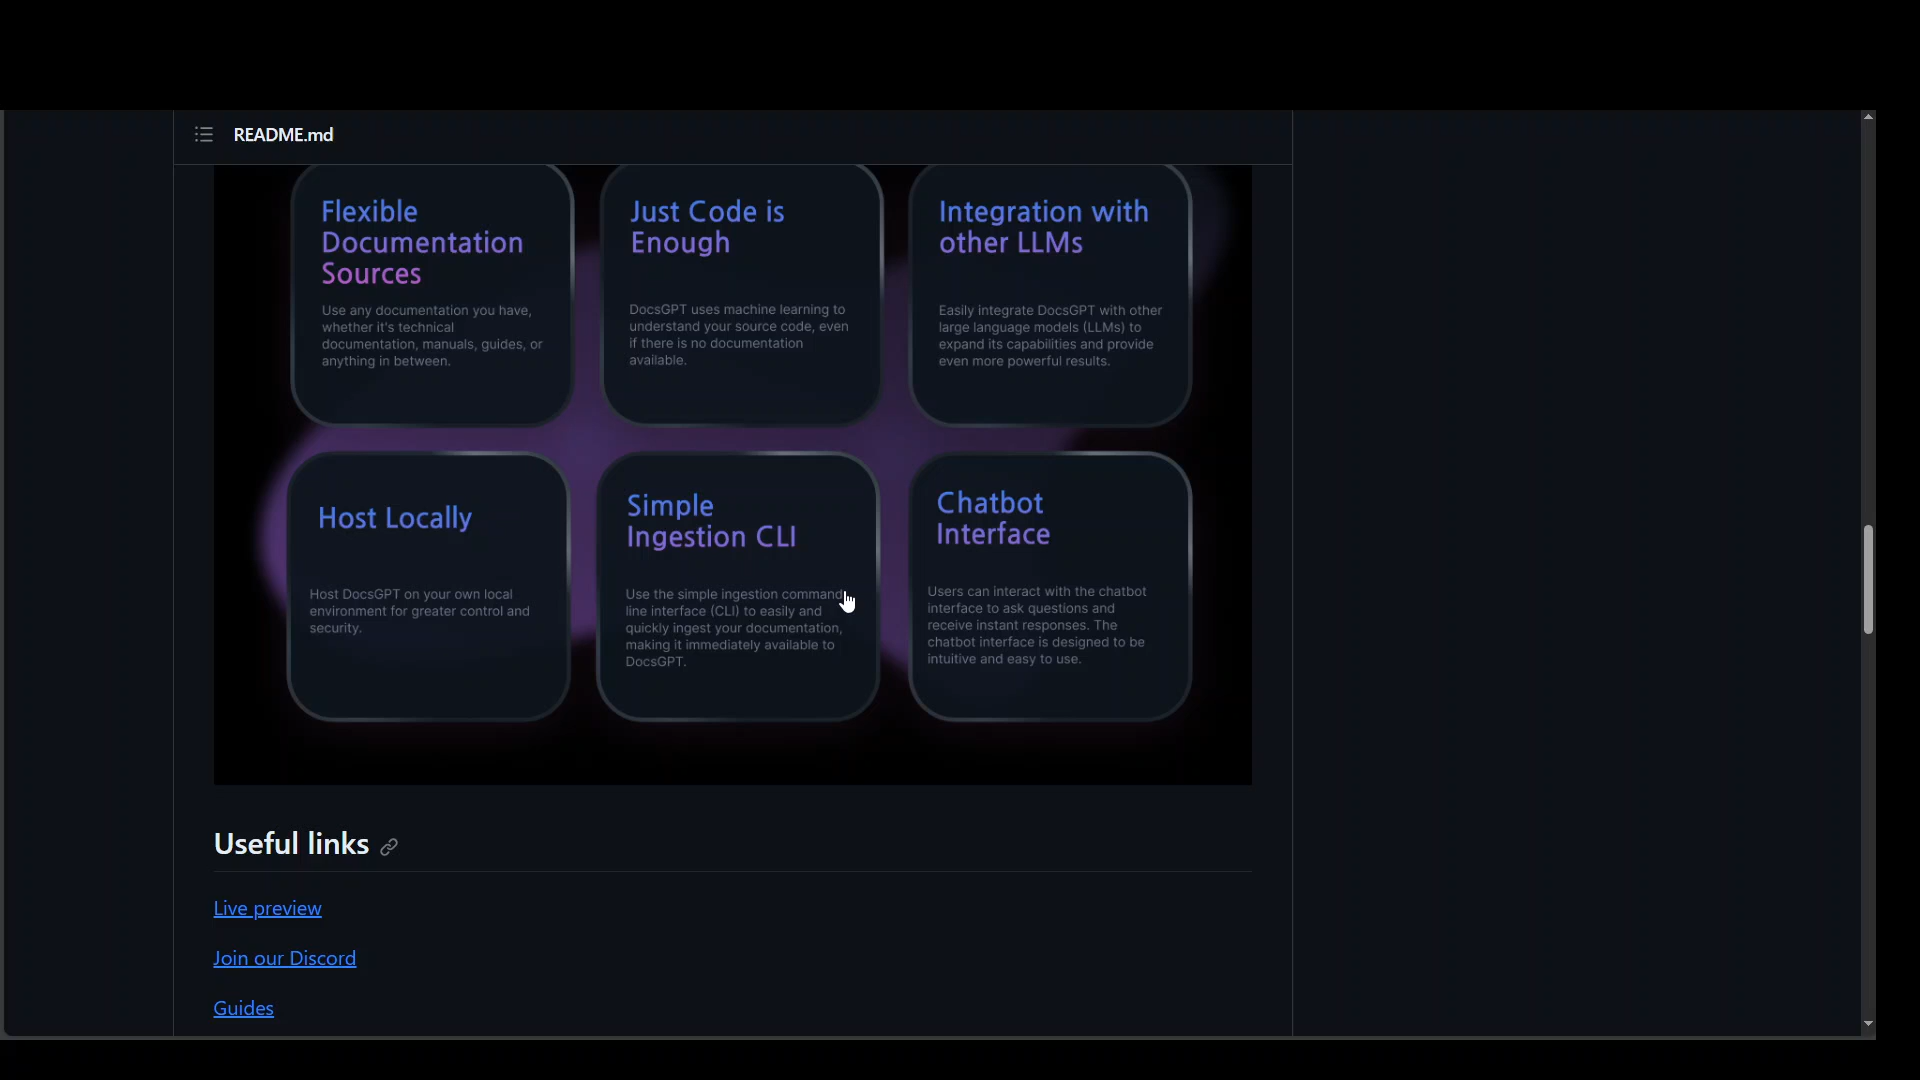 README.md
Flexible
Documentation
Sources
Use any documentation you have,
whether it's technical
documentation, manuals, guides, or
anything in between.
Just Code is
Enough
DocsGPT uses machine learning to
understand your source code, even
if there is no documentation
available.
Integration with
other LLMs
Easily integrate DocsGPT with other
large language models (LLMs) to
expand its capabilities and provide
even more powerful results.
Host Locally
Host DocsGPT on your own local
environment for greater control and
security.
Simple
Ingestion CLI
Use the simple ingestion command
line interface (CLI) to easily and
quickly ingest your documentation,
making it immediately available to
DocsGPT.
Chatbot
Interface
Users can interact with the chatbot
interface to ask questions and
receive instant responses. The
chatbot interface is designed to be
intuitive and easy to use.
Useful links
Live preview
Join our Discord
Guides